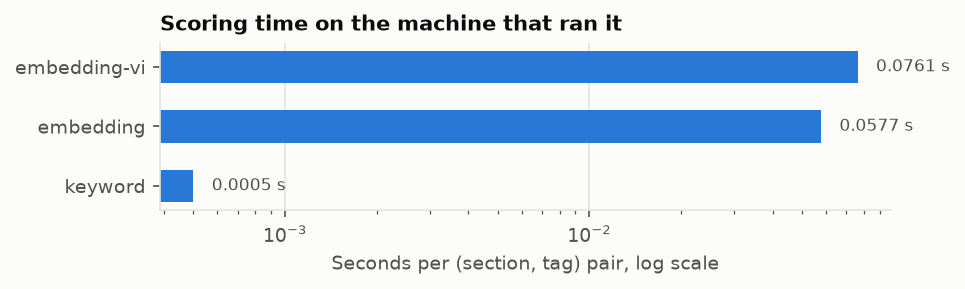 Scoring time on the machine that ran it
embedding-vi
0.0761 s
embedding
0.0577 s
keyword
0.0005 s
10⁻³
10⁻²
Seconds per (section, tag) pair, log scale